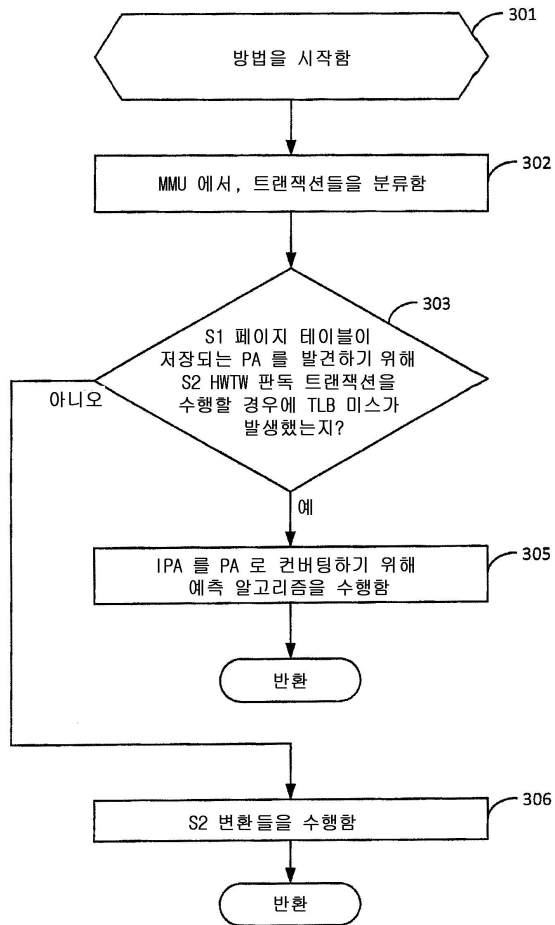 301
방법을 시작함
302
MMU 에서, 트랜잭션들을 분류함
303
S1 페이지 테이블이
저장되는 PA 를 발견하기 위해
S2 HWTW 판독 트랜잭션을
수행할 경우에 TLB 미스가
발생했는지?
아니오
예
305
IPA 를 PA 로 컨버팅하기 위해
예측 알고리즘을 수행함
반환
306
S2 변환들을 수행함
반환